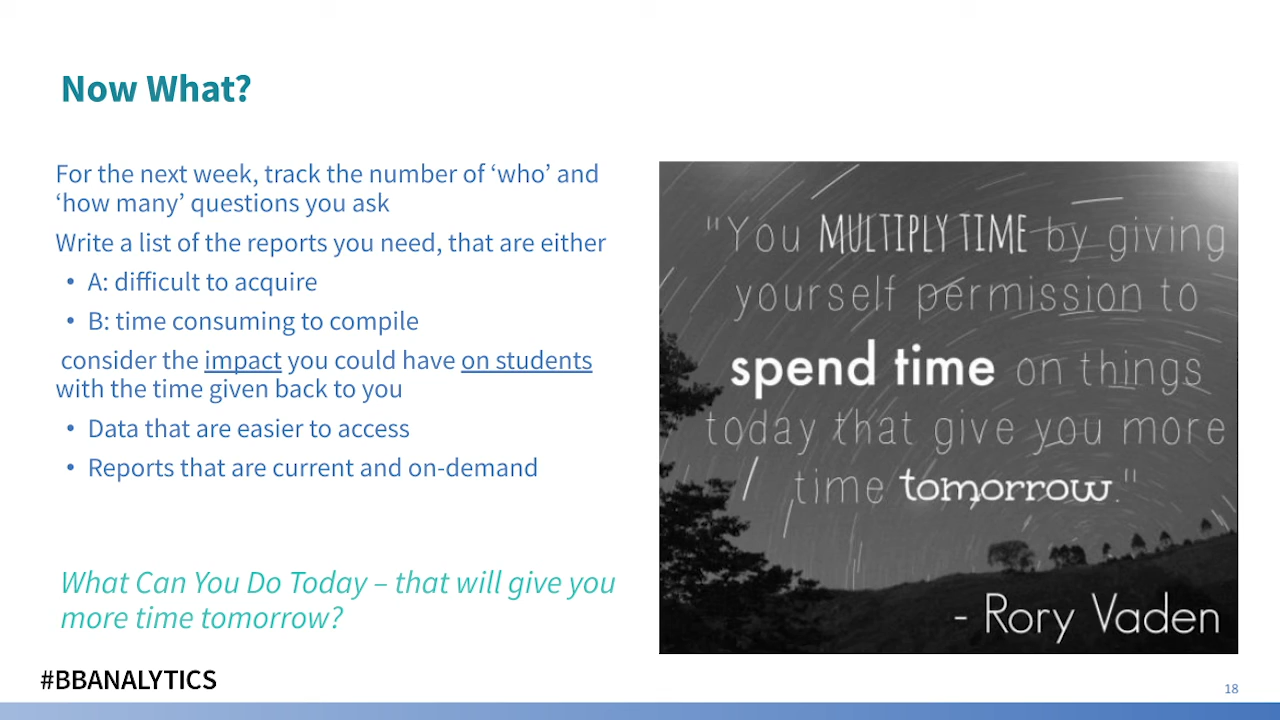 Now What?
For the next week, track the number of ‘who’ and
‘how many’ questions you ask
Write a list of the reports you need, that are either
• A: difficult to acquire
• B: time consuming to compile
consider the impact you could have on students
with the time given back to you
• Data that are easier to access
• Reports that are current and on-demand
What Can You Do Today – that will give you
more time tomorrow?
#BBANALYTICS
"You MULTIPLY TIME by giving
yourself permission to
spend time on things
today that give you more
time tomorrow."
- Rory Vaden
18